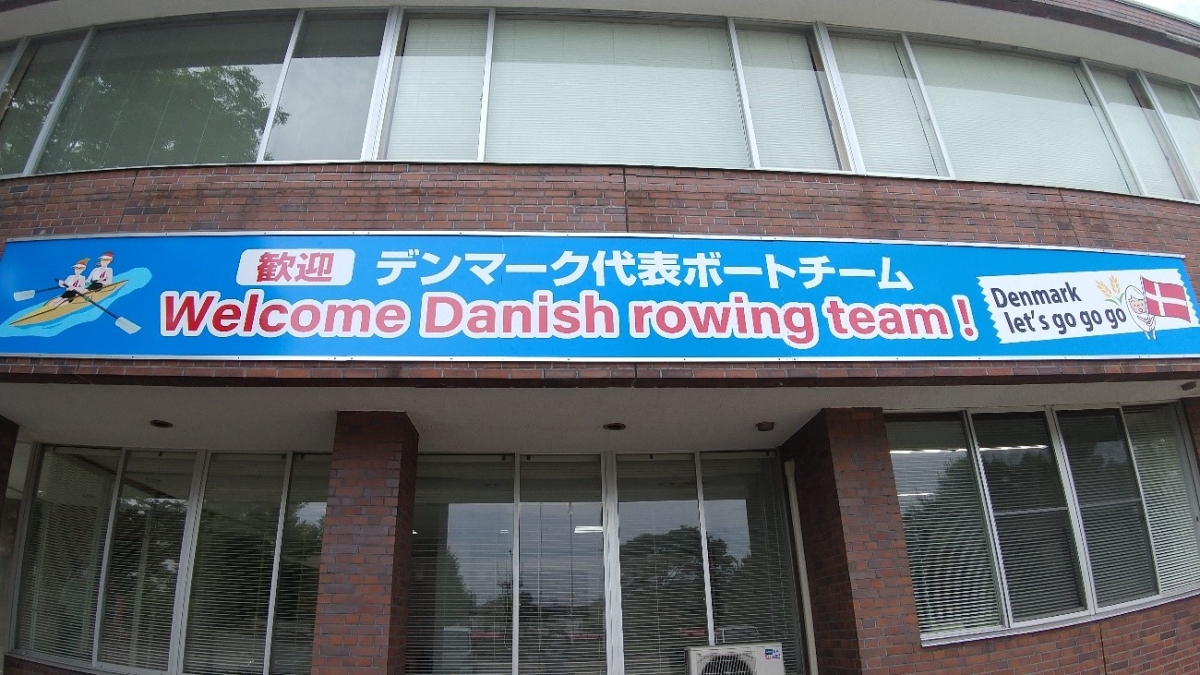 歓迎 デンマーク代表ボートチーム
Welcome Danish rowing team!
Denmark
let's go go go